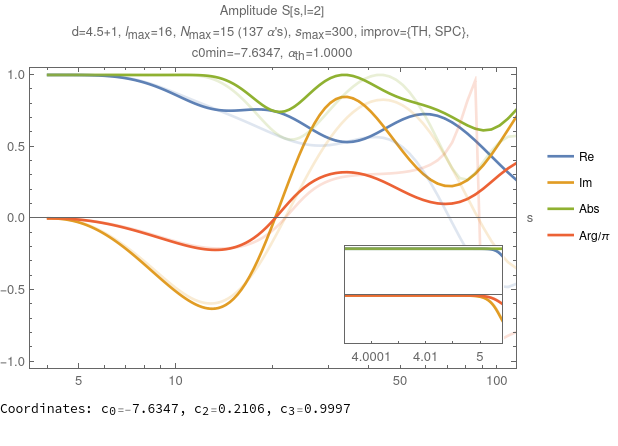 Amplitude S[s,l=2]
d=4.5+1, lmax=16, Nmax=15 (137 α's), smax=300, improv={TH, SPC},
c0min=−7.6347, αth=1.0000
1.0
0.5
0.0
−0.5
−1.0
5
10
50
100
s
4.0001
4.01
5
Re
Im
Abs
Arg/π
Coordinates: c0=−7.6347, c2=0.2106, c3=0.9997